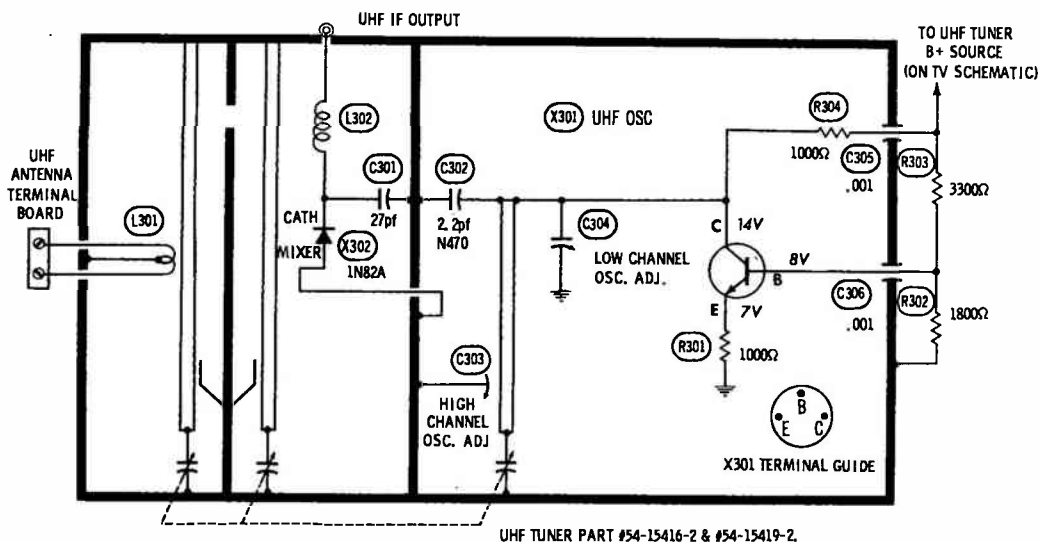 UHF IF OUTPUT
TO UHF TUNER
B+ SOURCE
(ON TV SCHEMATIC)
L302
X301 UHF OSC
R304
1000Ω
C305
.001
R303
3300Ω
UHF
ANTENNA
TERMINAL
BOARD
L301
C301
27pf
C302
2.2pf
N470
CATH
MIXER
X302
1N82A
C304
LOW CHANNEL
OSC. ADJ.
C 14V
8V
B
E 7V
C306
.001
R302
1800Ω
R301
1000Ω
C303
HIGH
CHANNEL
OSC. ADJ
B
E C
X301 TERMINAL GUIDE
UHF TUNER PART #54-15416-2 & #54-15419-2.